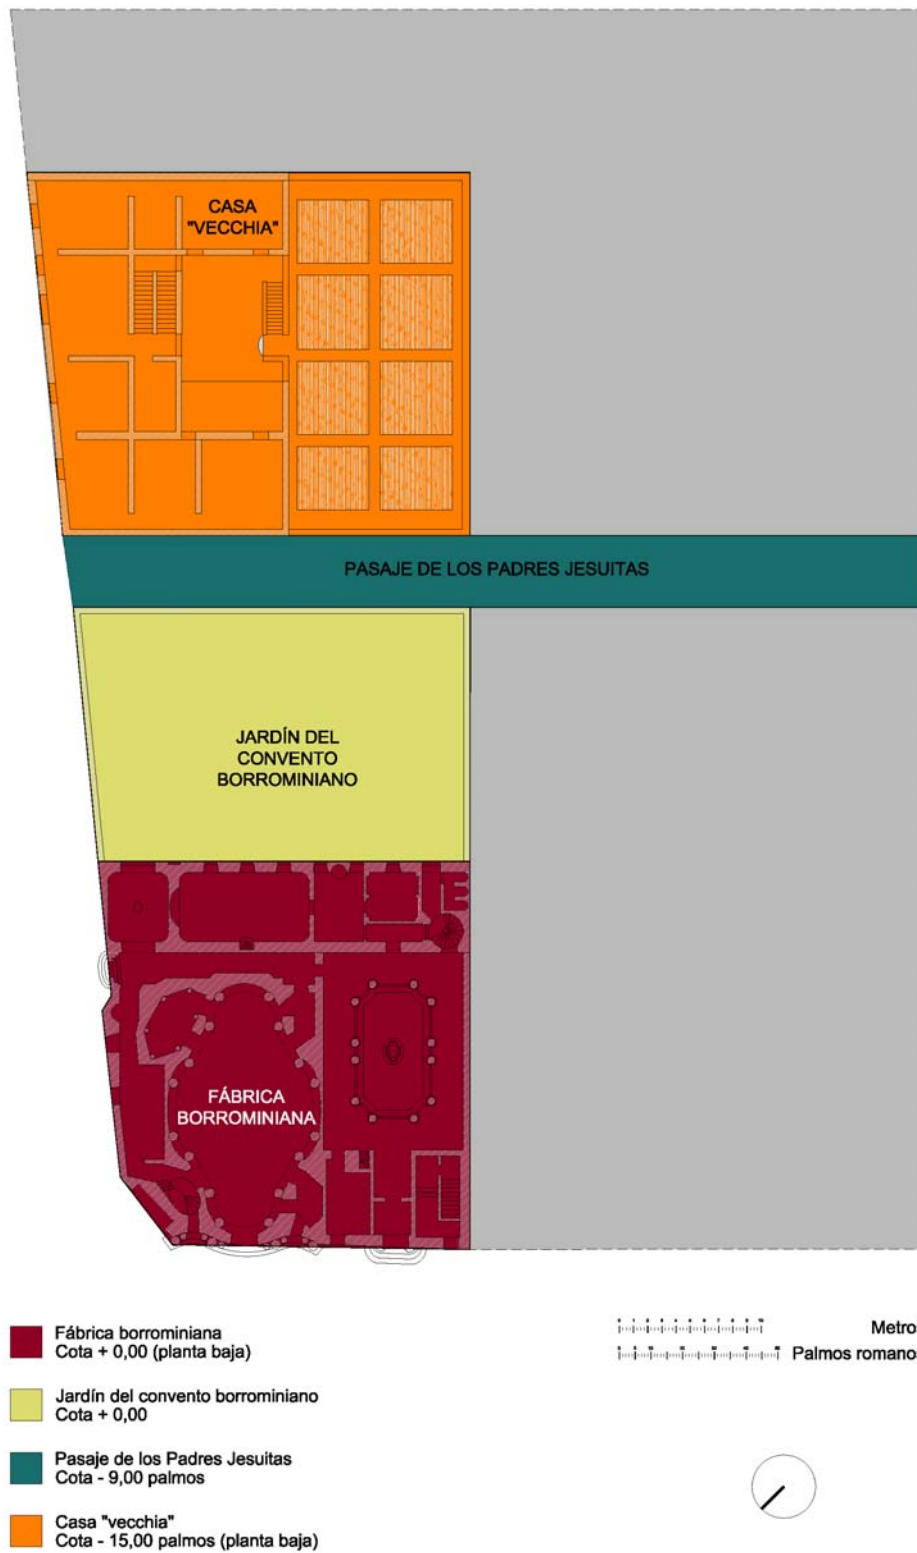 CASA
"VECCHIA"
PASAJE DE LOS PADRES JESUITAS
JARDÍN DEL
CONVENTO
BORROMINIANO
FÁBRICA
BORROMINIANA
Fábrica borrominiana
Cota + 0,00 (planta baja)
Jardín del convento borrominiano
Cota + 0,00
Pasaje de los Padres Jesuitas
Cota - 9,00 palmos
Casa "vecchia"
Cota - 15,00 palmos (planta baja)
Metro
Palmos romanos